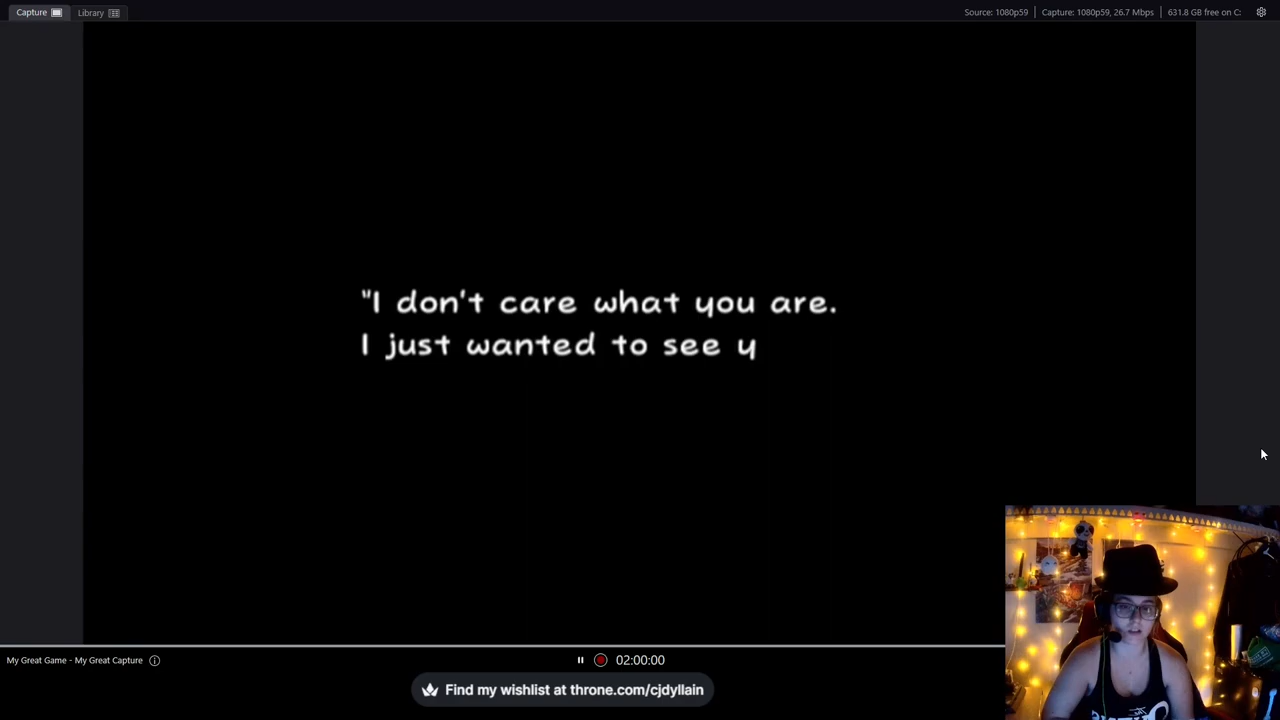 Capture
Library
Source: 1080p59
Capture: 1080p59, 26.7 Mbps
631.8 GB free on C:
"I don't care what you are.
I just wanted to see y
My Great Game - My Great Capture
02:00:00
Find my wishlist at throne.com/cjdyllain